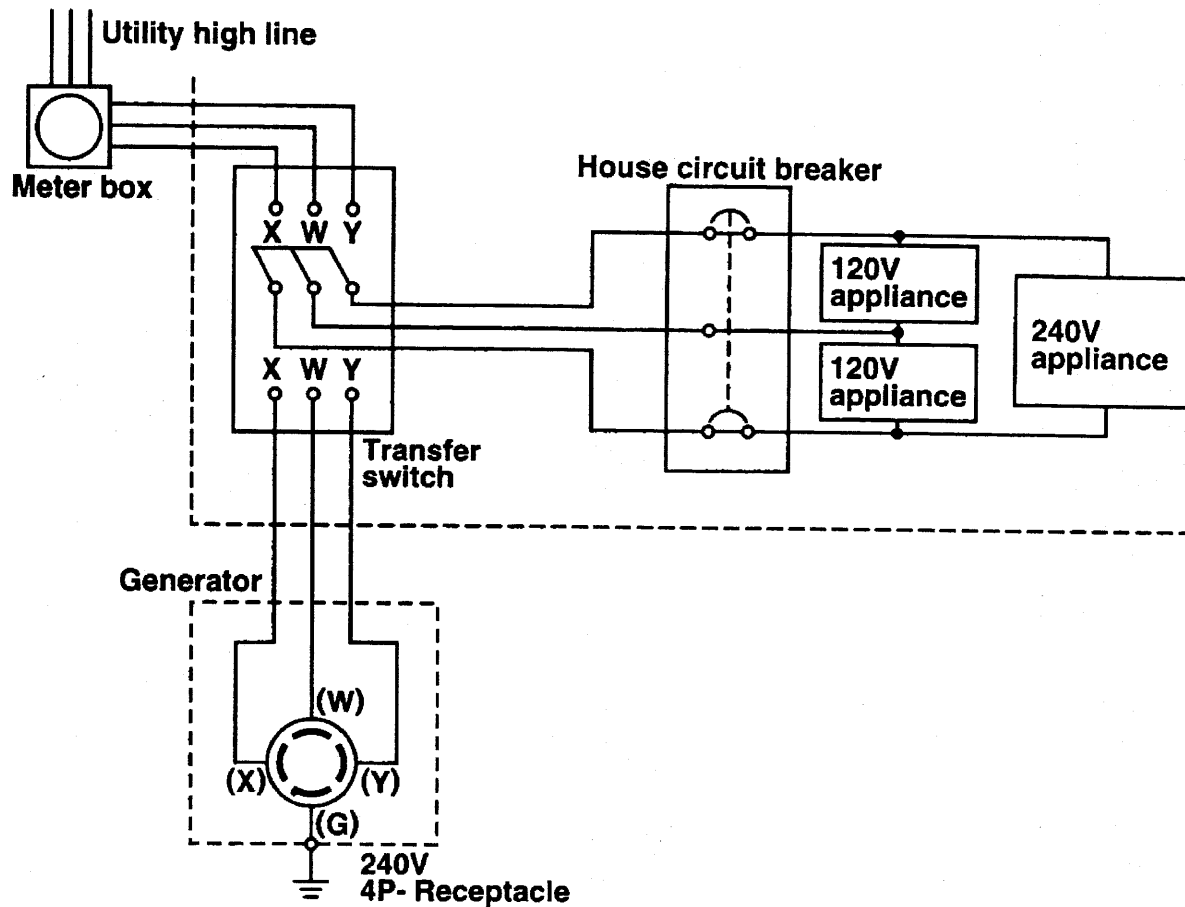 Utility high line
Meter box
House circuit breaker
X W Y
120V
appliance
240V
appliance
120V
appliance
X W Y
Transfer
switch
Generator
(W)
(X) (Y)
(G)
240V
4P- Receptacle